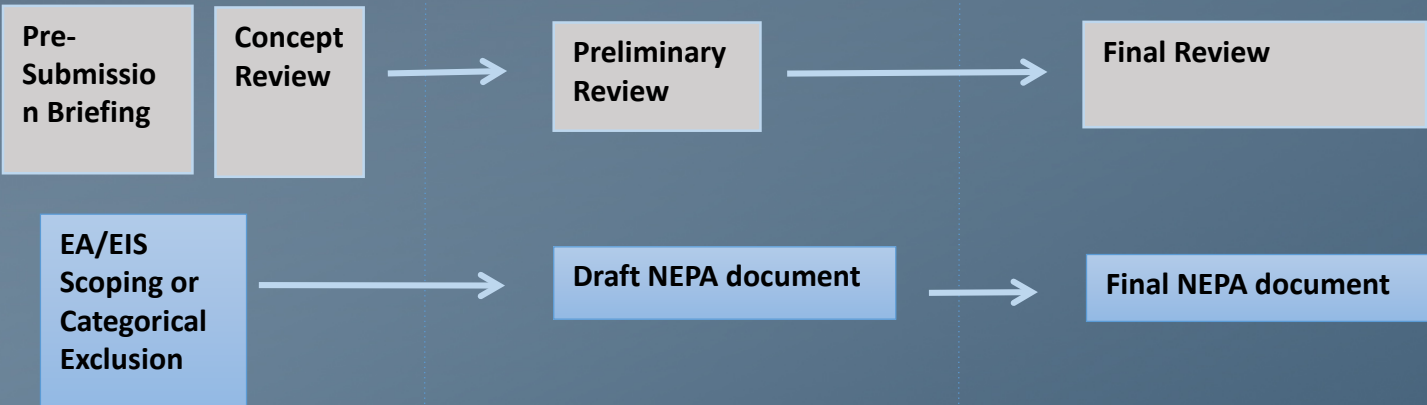 Pre-
Submissio
n Briefing
Concept
Review
Preliminary
Review
Final Review
EA/EIS
Scoping or
Categorical
Exclusion
Draft NEPA document
Final NEPA document